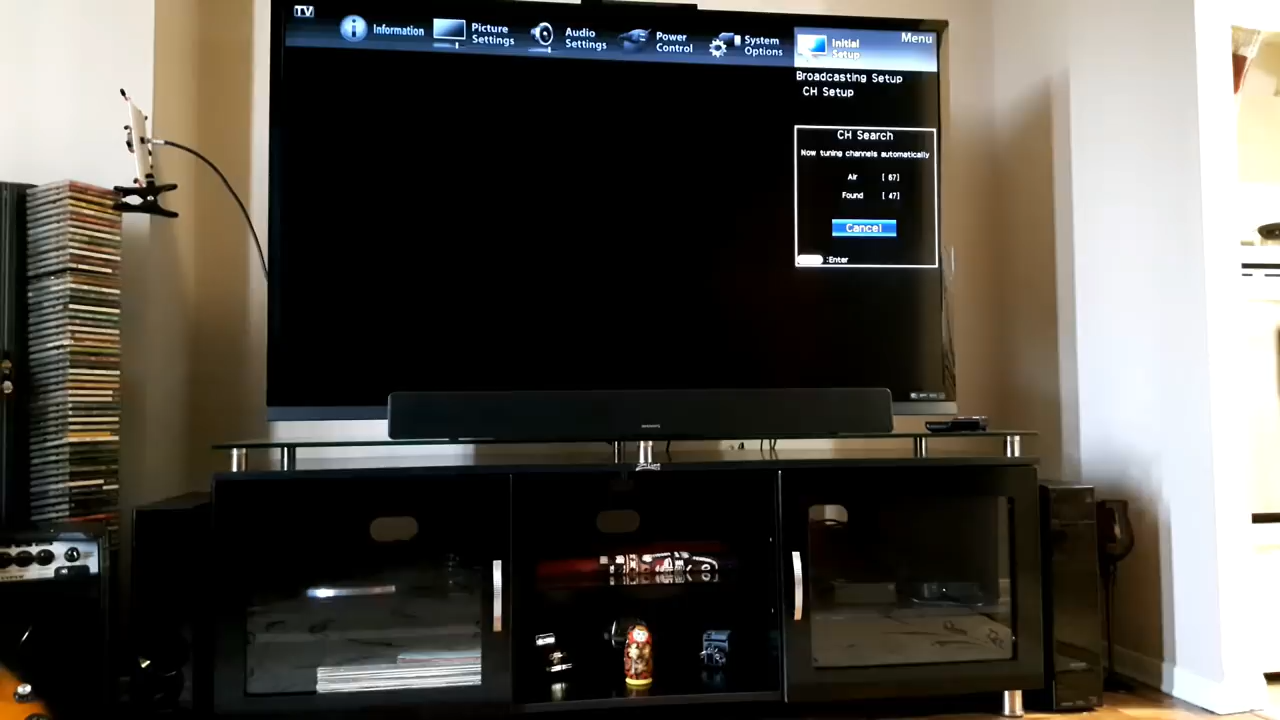 TV
Information
Picture
Settings
Audio
Settings
Power
Control
System
Options
Initial
Setup
Menu
Broadcasting Setup
CH Setup
CH Search
Now tuning channels automatically
Air [ 67]
Found [ 47]
Cancel
:Enter